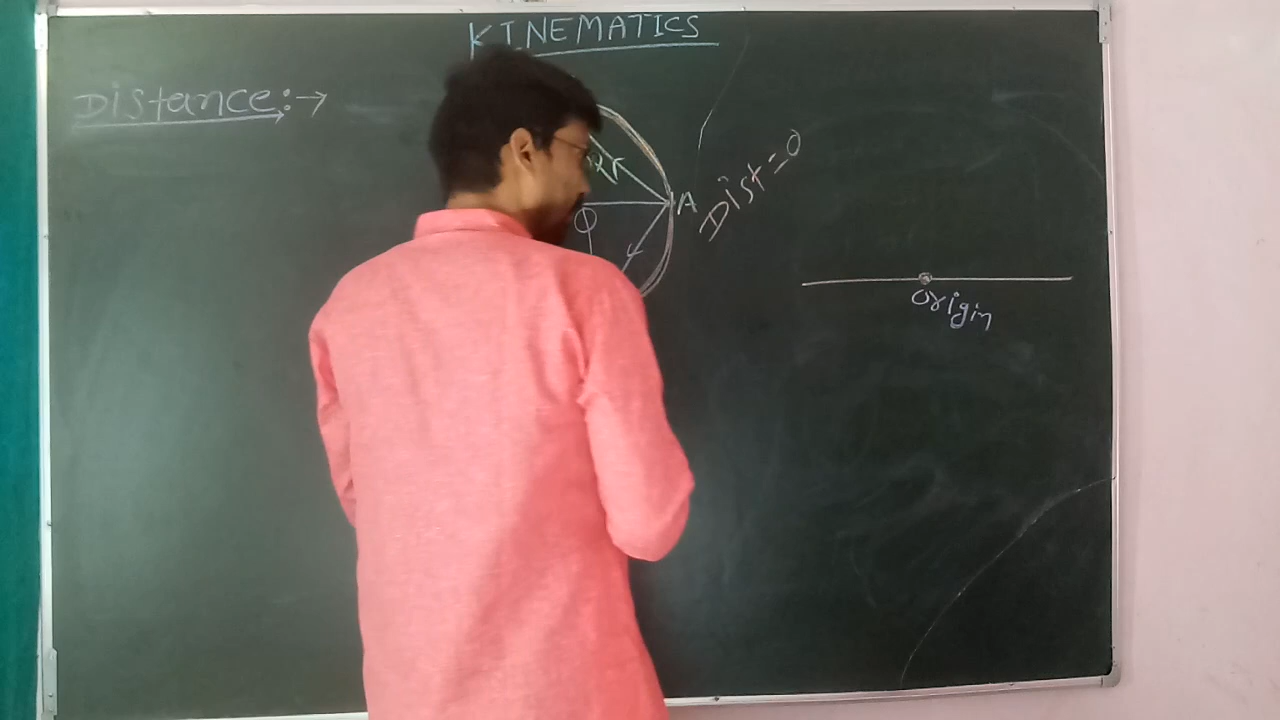 KINEMATICS
Distance:→
A
Dist=0
origin